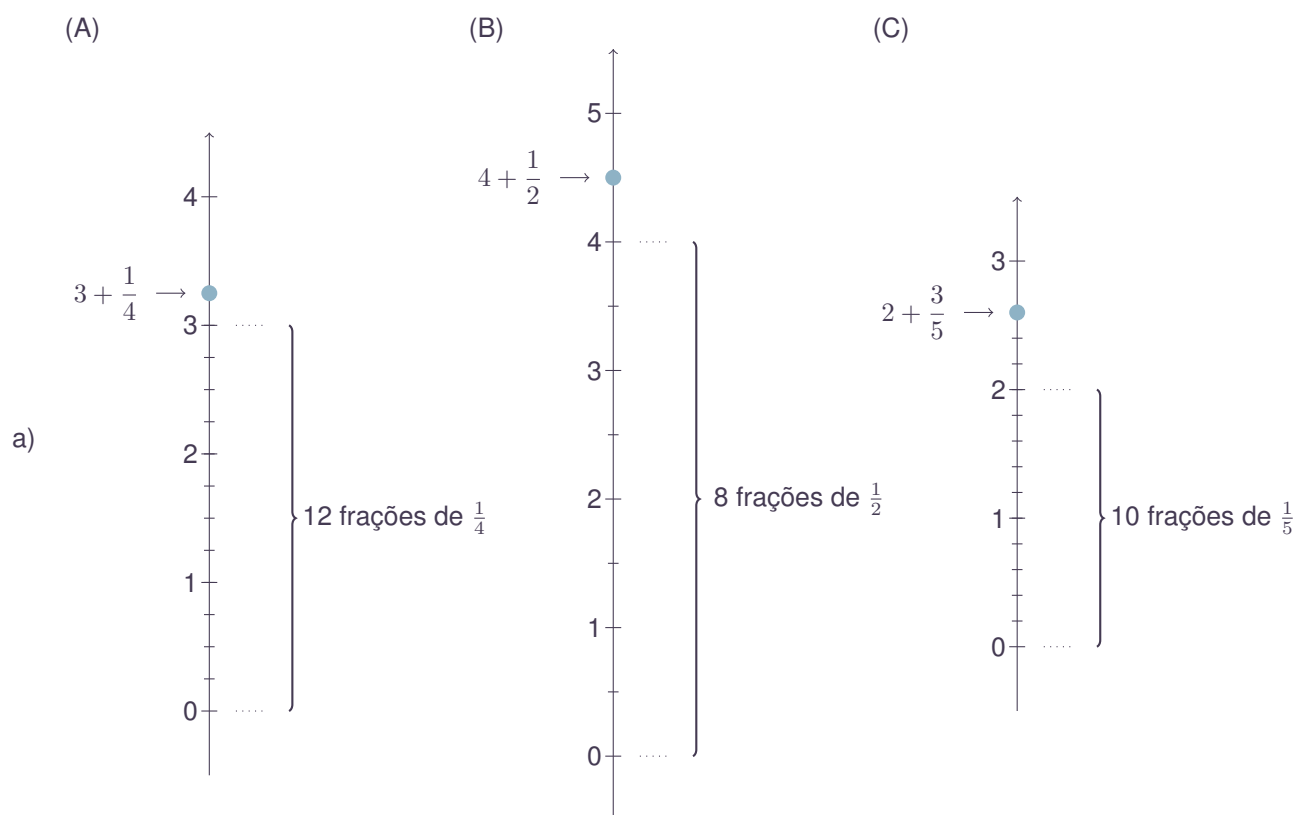 (A)
4
3 + 1/4 →
3
2
1
0
12 frações de 1/4
(B)
5
4 + 1/2 →
4
3
2
1
0
8 frações de 1/2
(C)
3
2 + 3/5 →
2
1
0
10 frações de 1/5
a)